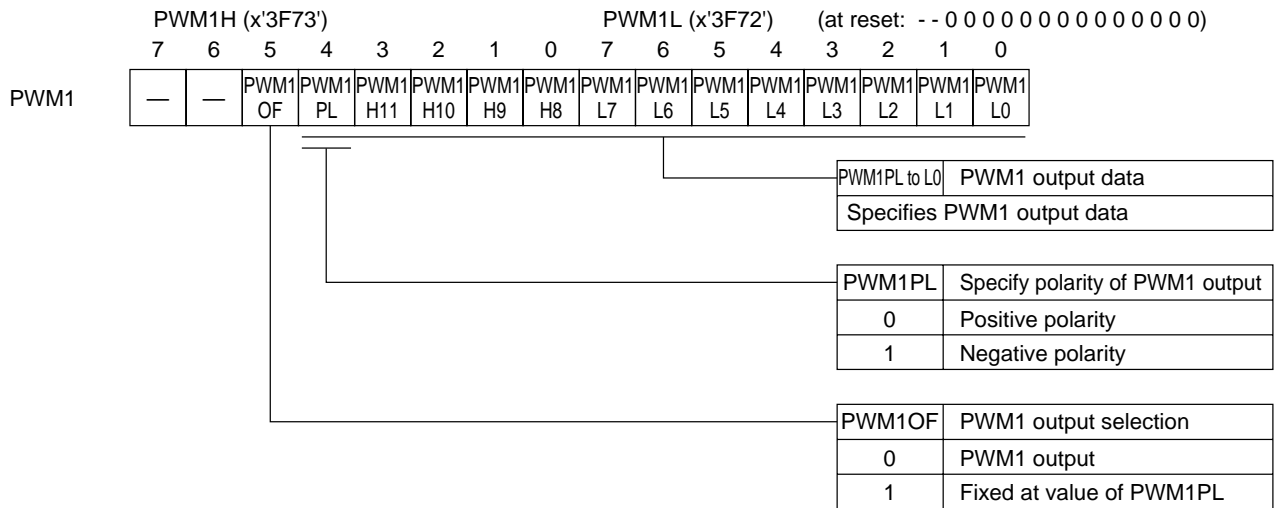 PWM1H (x'3F73') PWM1L (x'3F72') (at reset: - - 0 0 0 0 0 0 0 0 0 0 0 0 0 0)
7 6 5 4 3 2 1 0 7 6 5 4 3 2 1 0
PWM1 — — PWM1 OF PWM1 PL PWM1 H11 PWM1 H10 PWM1 H9 PWM1 H8 PWM1 L7 PWM1 L6 PWM1 L5 PWM1 L4 PWM1 L3 PWM1 L2 PWM1 L1 PWM1 L0
PWM1PL to L0 PWM1 output data
Specifies PWM1 output data
PWM1PL Specify polarity of PWM1 output
0 Positive polarity
1 Negative polarity
PWM1OF PWM1 output selection
0 PWM1 output
1 Fixed at value of PWM1PL